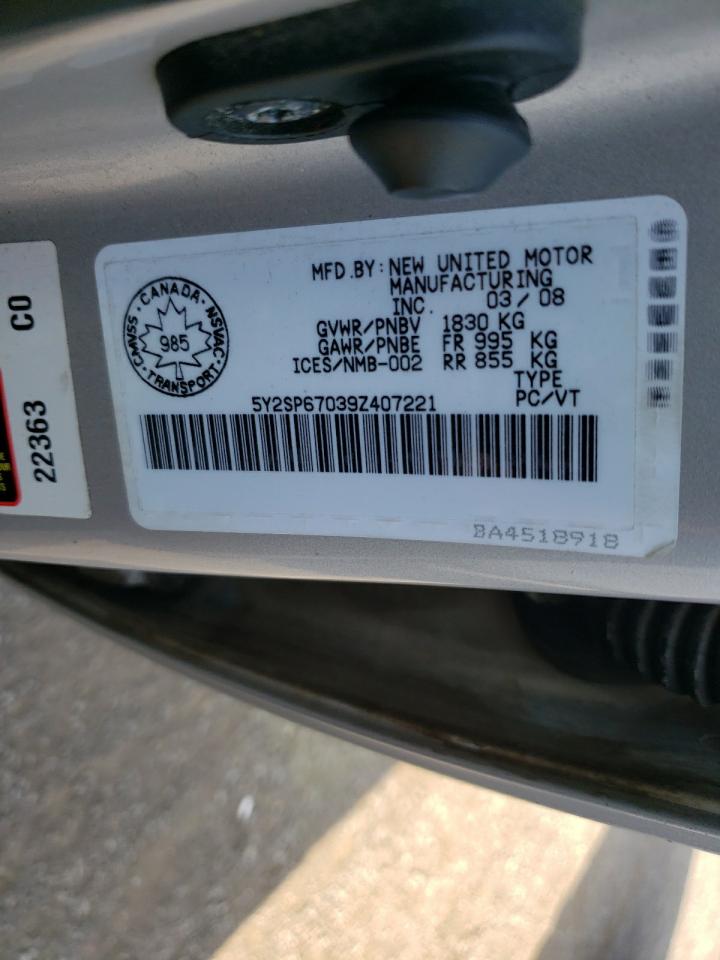 MFD.BY: NEW UNITED MOTOR
MANUFACTURING
INC. 03/08
GVWR/PNBV 1830 KG
GAWR/PNBE FR 995 KG
ICES/NMB-002 RR 855 KG
TYPE
PC/VT
CANADA · NSVAC · TRANSPORT · CMVSS ·
985
5Y2SP67039Z407221
BA4518918
22363 CO